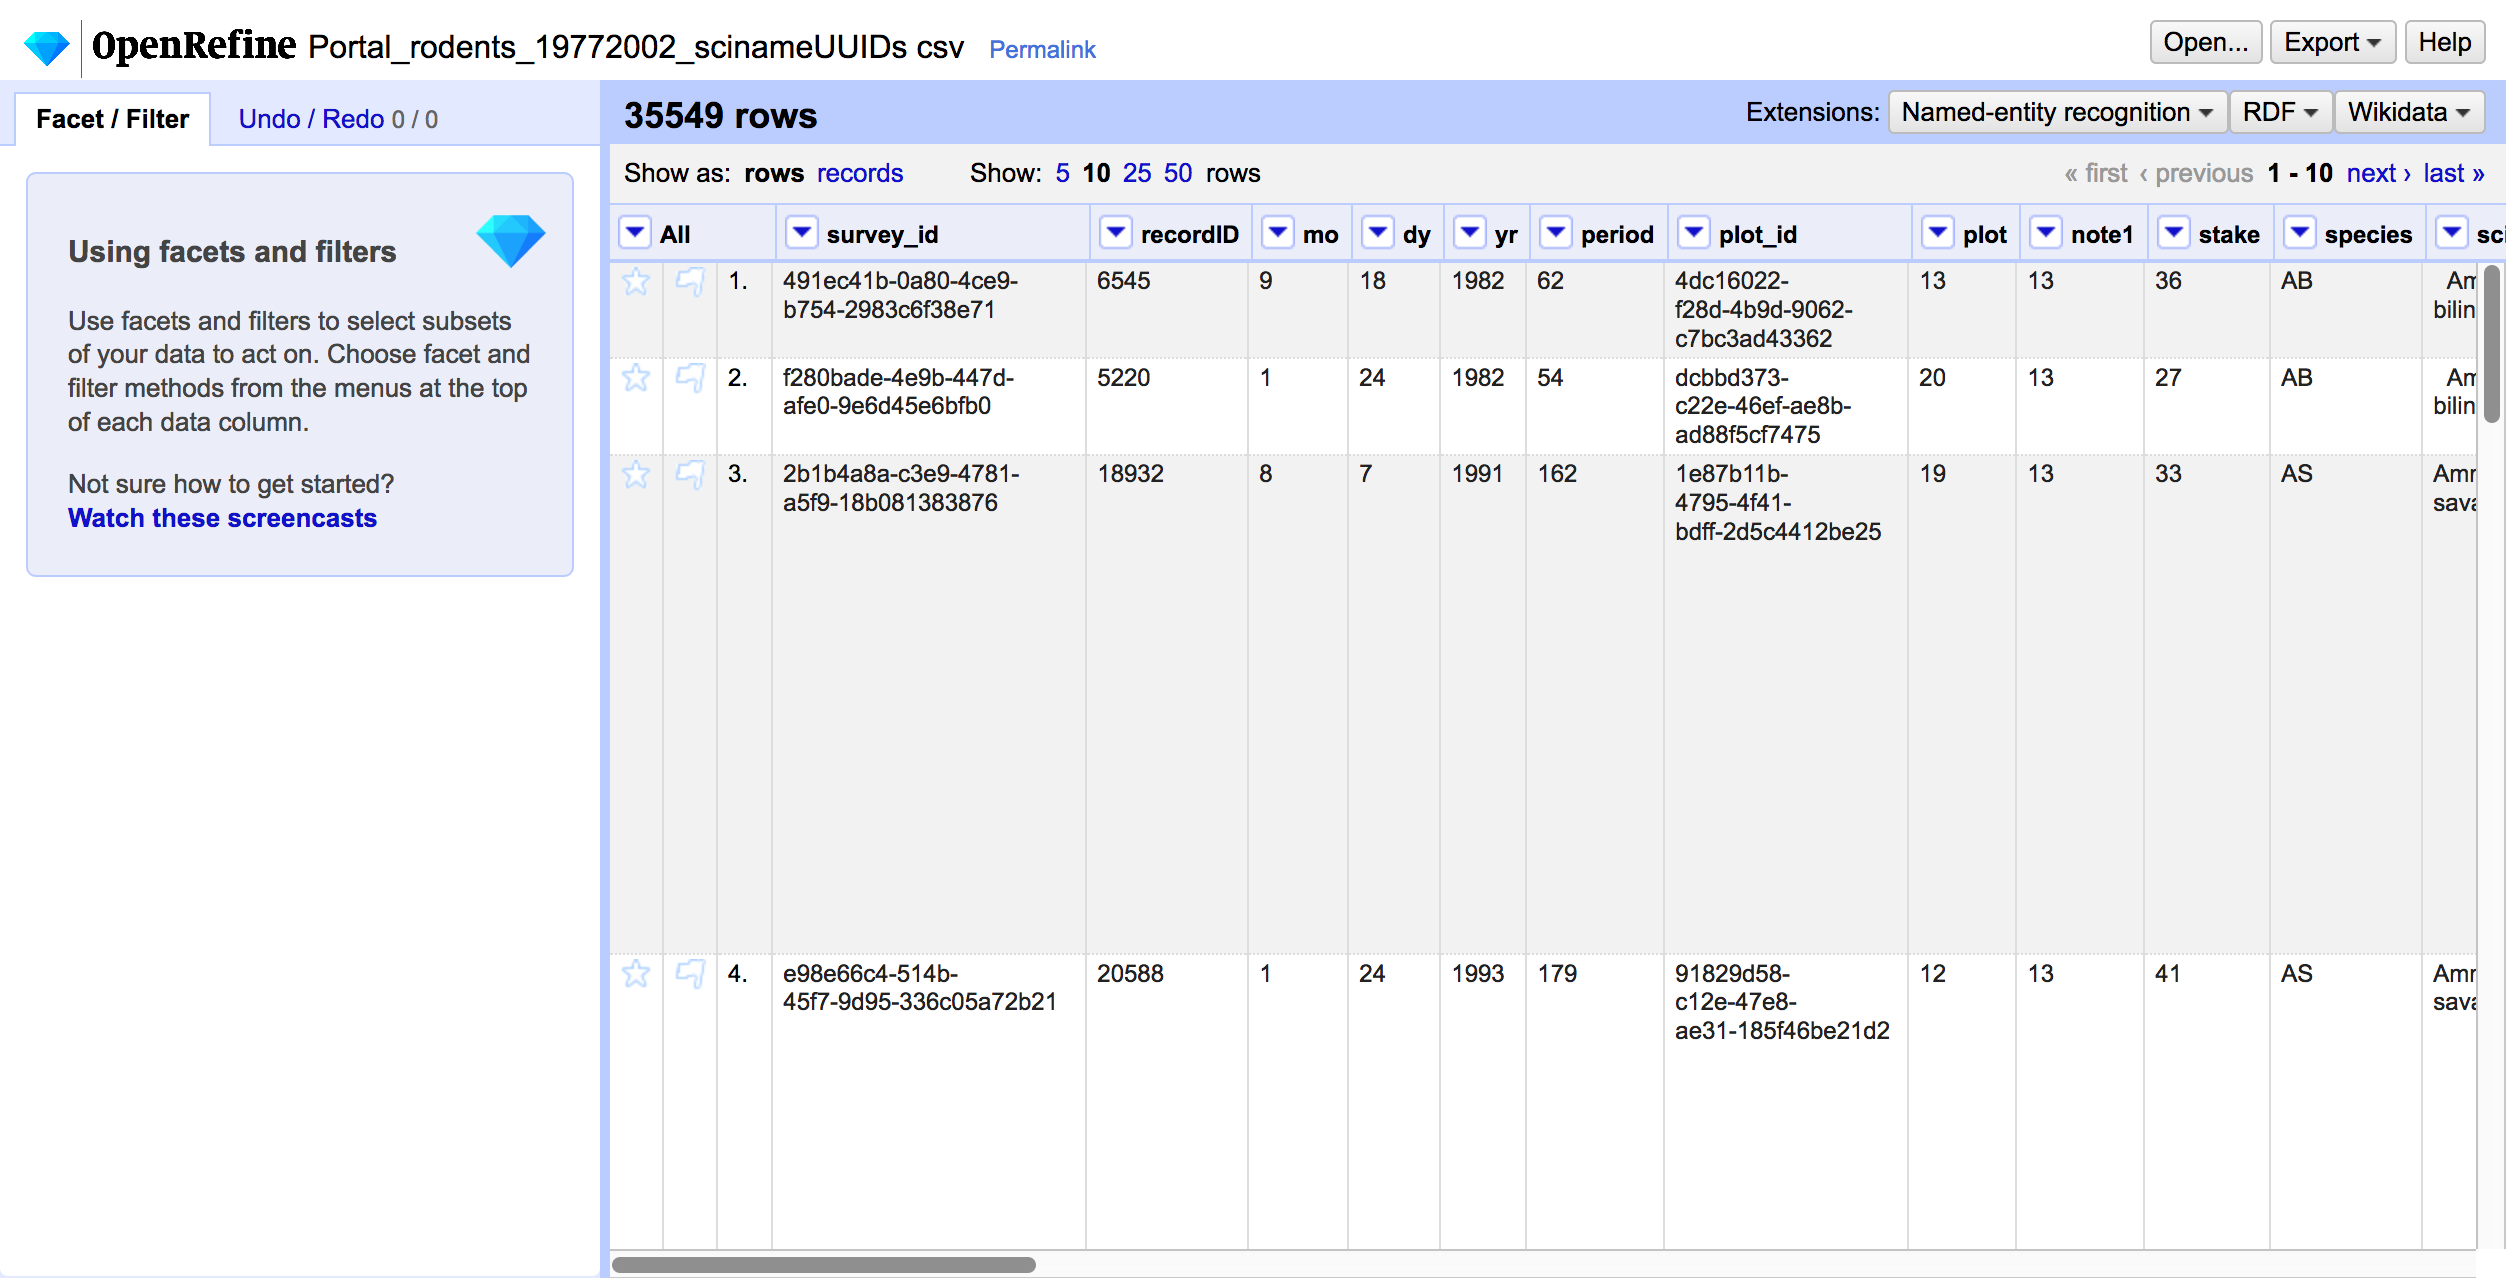 OpenRefine Portal_rodents_19772002_scinameUUIDs csv Permalink Open... Export Help
Facet / Filter Undo / Redo 0 / 0
35549 rows Extensions: Named-entity recognition RDF Wikidata
Show as: rows records Show: 5 10 25 50 rows « first ‹ previous 1 - 10 next › last »
Using facets and filters
Use facets and filters to select subsets
of your data to act on. Choose facet and
filter methods from the menus at the top
of each data column.
Not sure how to get started?
Watch these screencasts
All survey_id recordID mo dy yr period plot_id plot note1 stake species sci
1. 491ec41b-0a80-4ce9- 6545 9 18 1982 62 4dc16022- 13 13 36 AB Am
b754-2983c6f38e71 f28d-4b9d-9062- bilin
c7bc3ad43362
2. f280bade-4e9b-447d- 5220 1 24 1982 54 dcbbd373- 20 13 27 AB Am
afe0-9e6d45e6bfb0 c22e-46ef-ae8b- bilin
ad88f5cf7475
3. 2b1b4a8a-c3e9-4781- 18932 8 7 1991 162 1e87b11b- 19 13 33 AS Amm
a5f9-18b081383876 4795-4f41- sava
bdff-2d5c4412be25
4. e98e66c4-514b- 20588 1 24 1993 179 91829d58- 12 13 41 AS Amm
45f7-9d95-336c05a72b21 c12e-47e8- sava
ae31-185f46be21d2